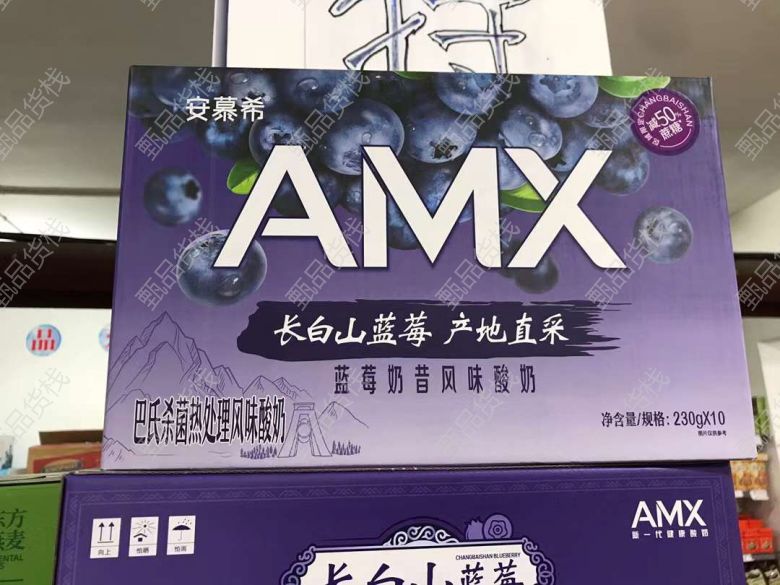 安慕希
AMX
CHANGBAISHAN
减50%
蔗糖
长白山蓝莓 产地直采
蓝莓奶昔风味酸奶
巴氏杀菌热处理风味酸奶
净含量/规格：230gX10
图片仅供参考
品
向上
怕晒
怕雨
AMX
新一代健康酸奶
CHANGBAISHAN BLUEBERRY
长白山蓝莓
东方
燕麦
甄品货栈